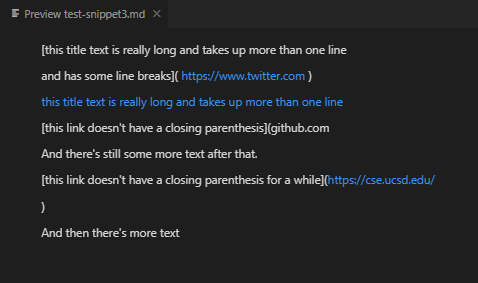 Preview test-snippet3.md
[this title text is really long and takes up more than one line
and has some line breaks]( https://www.twitter.com )
this title text is really long and takes up more than one line
[this link doesn't have a closing parenthesis](github.com
And there's still some more text after that.
[this link doesn't have a closing parenthesis for a while](https://cse.ucsd.edu/
)
And then there's more text